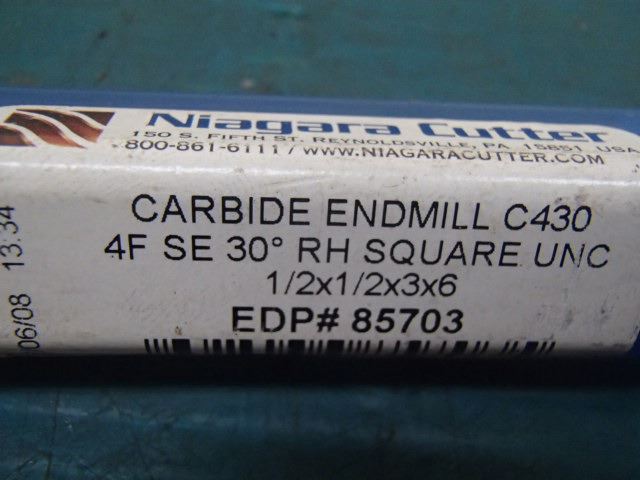 Niagara Cutter
150 S. FIFTH ST. REYNOLDSVILLE, PA 15851 USA
800-861-6111 / WWW.NIAGARACUTTER.COM
CARBIDE ENDMILL C430
4F SE 30° RH SQUARE UNC
1/2x1/2x3x6
EDP# 85703
06/08 13:34